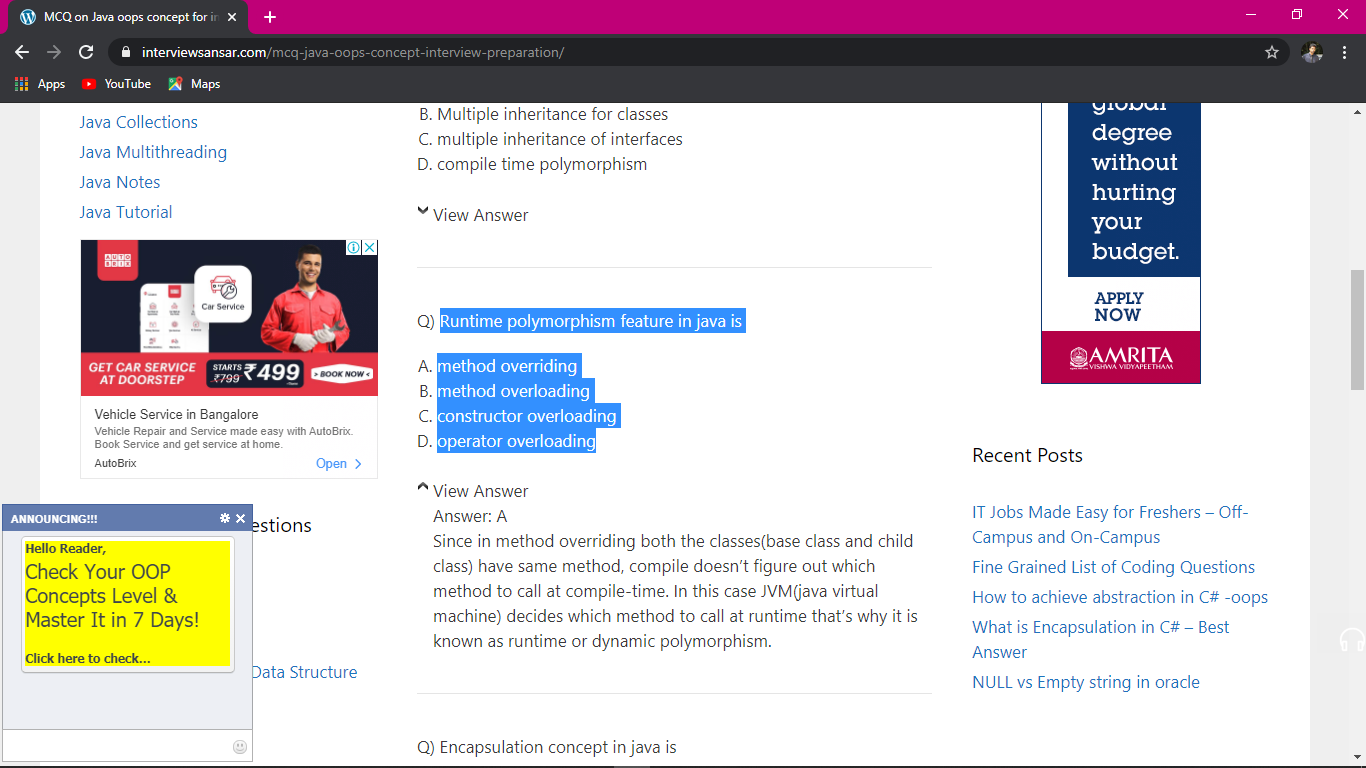 MCQ on Java oops concept for in
interviewsansar.com/mcq-java-oops-concept-interview-preparation/
Apps
YouTube
Maps
Java Collections
Java Multithreading
Java Notes
Java Tutorial
AUTO
BRIX
Car Service
GET CAR SERVICE
AT DOORSTEP
STARTS
₹799
₹499
> BOOK NOW <
Vehicle Service in Bangalore
Vehicle Repair and Service made easy with AutoBrix.
Book Service and get service at home.
AutoBrix
Open
estions
Data Structure
ANNOUNCING!!!
Hello Reader,
Check Your OOP
Concepts Level &
Master It in 7 Days!
Click here to check...
B. Multiple inheritance for classes
C. multiple inheritance of interfaces
D. compile time polymorphism
View Answer
Q) Runtime polymorphism feature in java is
A. method overriding
B. method overloading
C. constructor overloading
D. operator overloading
View Answer
Answer: A
Since in method overriding both the classes(base class and child
class) have same method, compile doesn’t figure out which
method to call at compile-time. In this case JVM(java virtual
machine) decides which method to call at runtime that’s why it is
known as runtime or dynamic polymorphism.
Q) Encapsulation concept in java is
global
degree
without
hurting
your
budget.
APPLY
NOW
AMRITA
VISHWA VIDYAPEETHAM
Recent Posts
IT Jobs Made Easy for Freshers – Off-
Campus and On-Campus
Fine Grained List of Coding Questions
How to achieve abstraction in C# -oops
What is Encapsulation in C# – Best
Answer
NULL vs Empty string in oracle